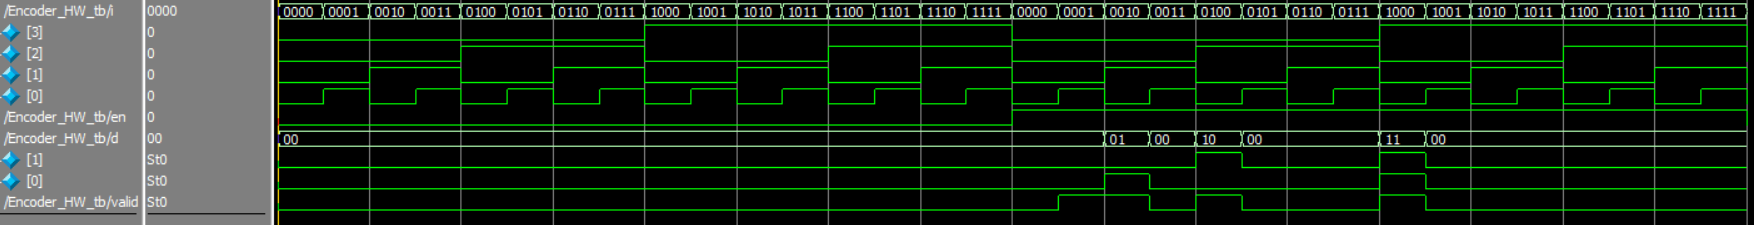 /Encoder_HW_tb/i 0000 0000 0001 0010 0011 0100 0101 0110 0111 1000 1001 1010 1011 1100 1101 1110 1111 0000 0001 0010 0011 0100 0101 0110 0111 1000 1001 1010 1011 1100 1101 1110 1111
[3] 0
[2] 0
[1] 0
[0] 0
/Encoder_HW_tb/en 0
/Encoder_HW_tb/d 00 00 01 00 10 00 11 00
[1] St0
[0] St0
/Encoder_HW_tb/valid St0